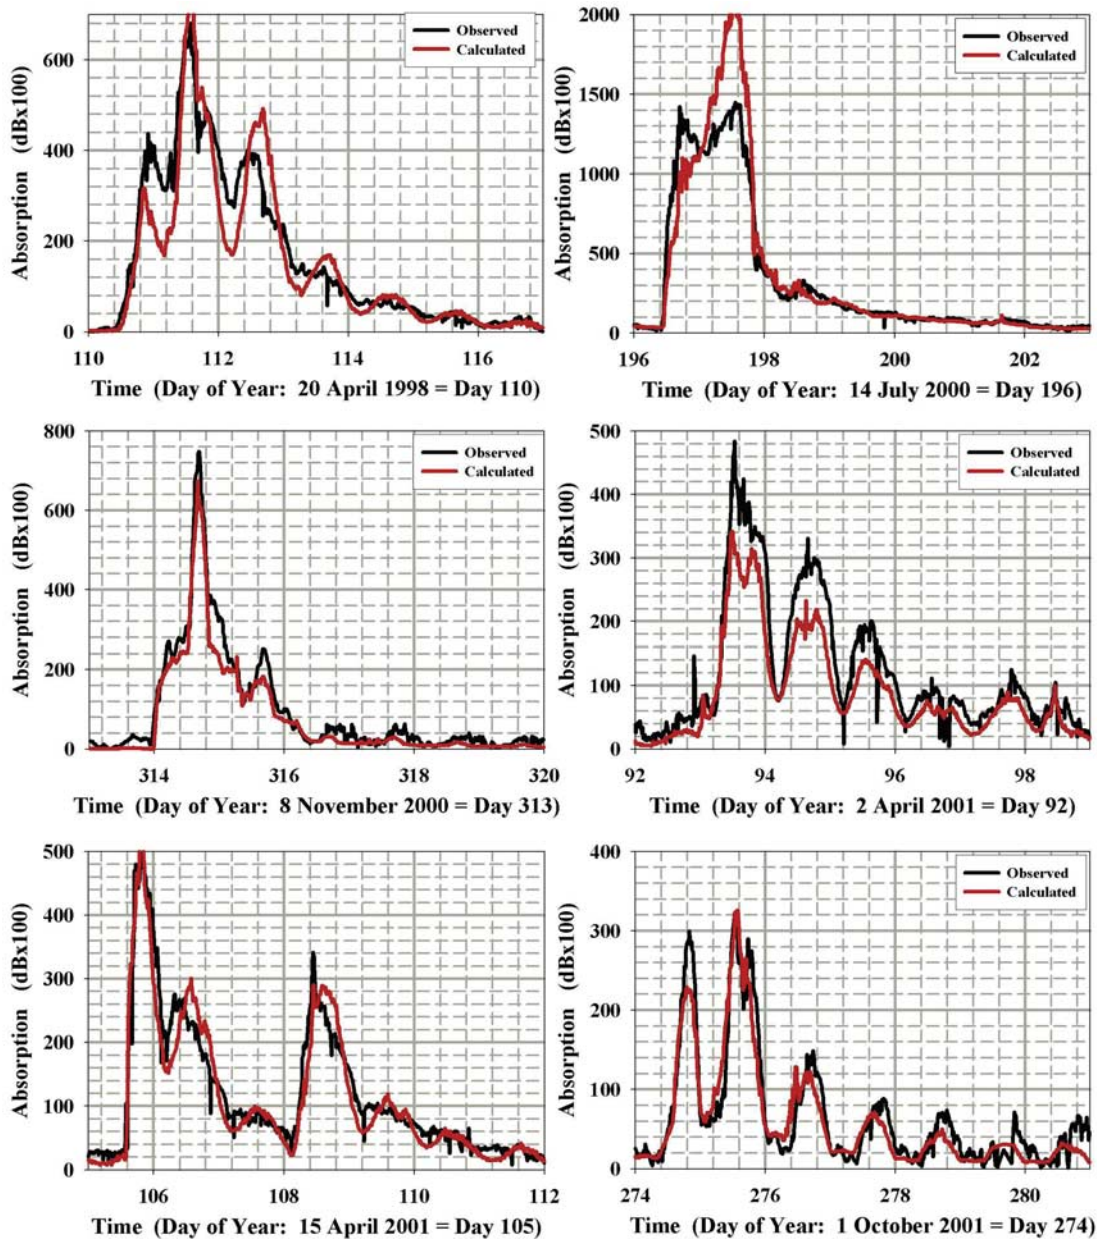 Absorption (dBx100)
600
400
200
0
Observed
Calculated
110 112 114 116
Time (Day of Year: 20 April 1998 = Day 110)
Absorption (dBx100)
2000
1500
1000
500
0
Observed
Calculated
196 198 200 202
Time (Day of Year: 14 July 2000 = Day 196)
Absorption (dBx100)
800
600
400
200
0
Observed
Calculated
314 316 318 320
Time (Day of Year: 8 November 2000 = Day 313)
Absorption (dBx100)
500
400
300
200
100
0
Observed
Calculated
92 94 96 98
Time (Day of Year: 2 April 2001 = Day 92)
Absorption (dBx100)
500
400
300
200
100
0
106 108 110 112
Time (Day of Year: 15 April 2001 = Day 105)
Absorption (dBx100)
400
300
200
100
0
Observed
Calculated
274 276 278 280
Time (Day of Year: 1 October 2001 = Day 274)